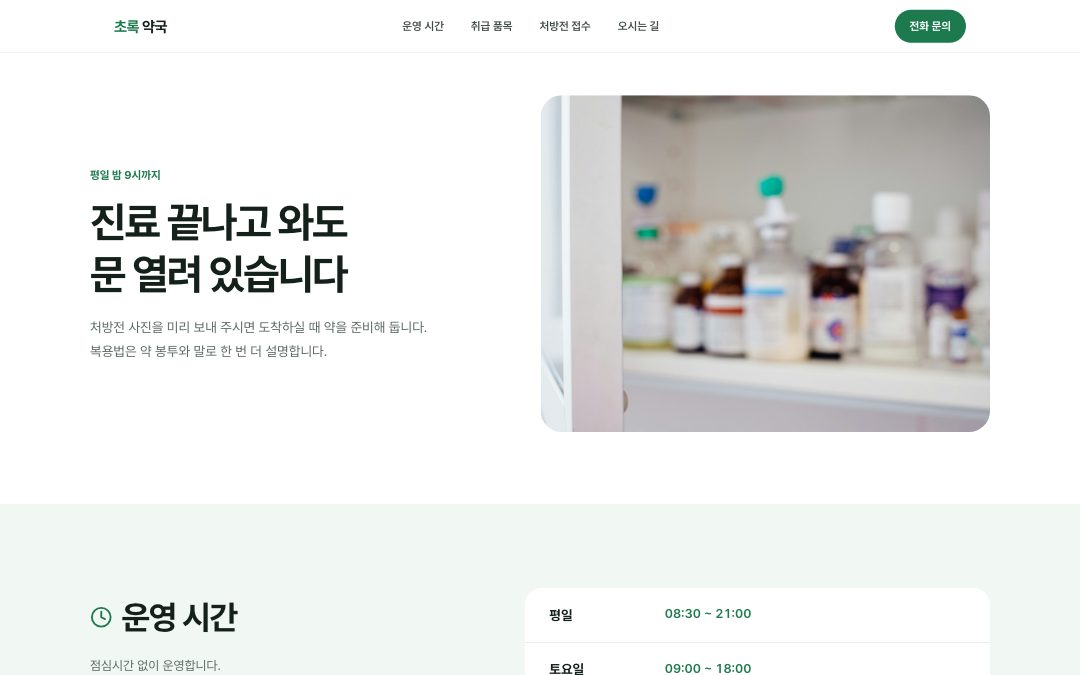 초록 약국
운영 시간
취급 품목
처방전 접수
오시는 길
전화 문의
평일 밤 9시까지
진료 끝나고 와도
문 열려 있습니다
처방전 사진을 미리 보내 주시면 도착하실 때 약을 준비해 둡니다.
복용법은 약 봉투와 말로 한 번 더 설명합니다.
운영 시간
점심시간 없이 운영합니다.
평일 08:30 ~ 21:00
토요일 09:00 ~ 18:00